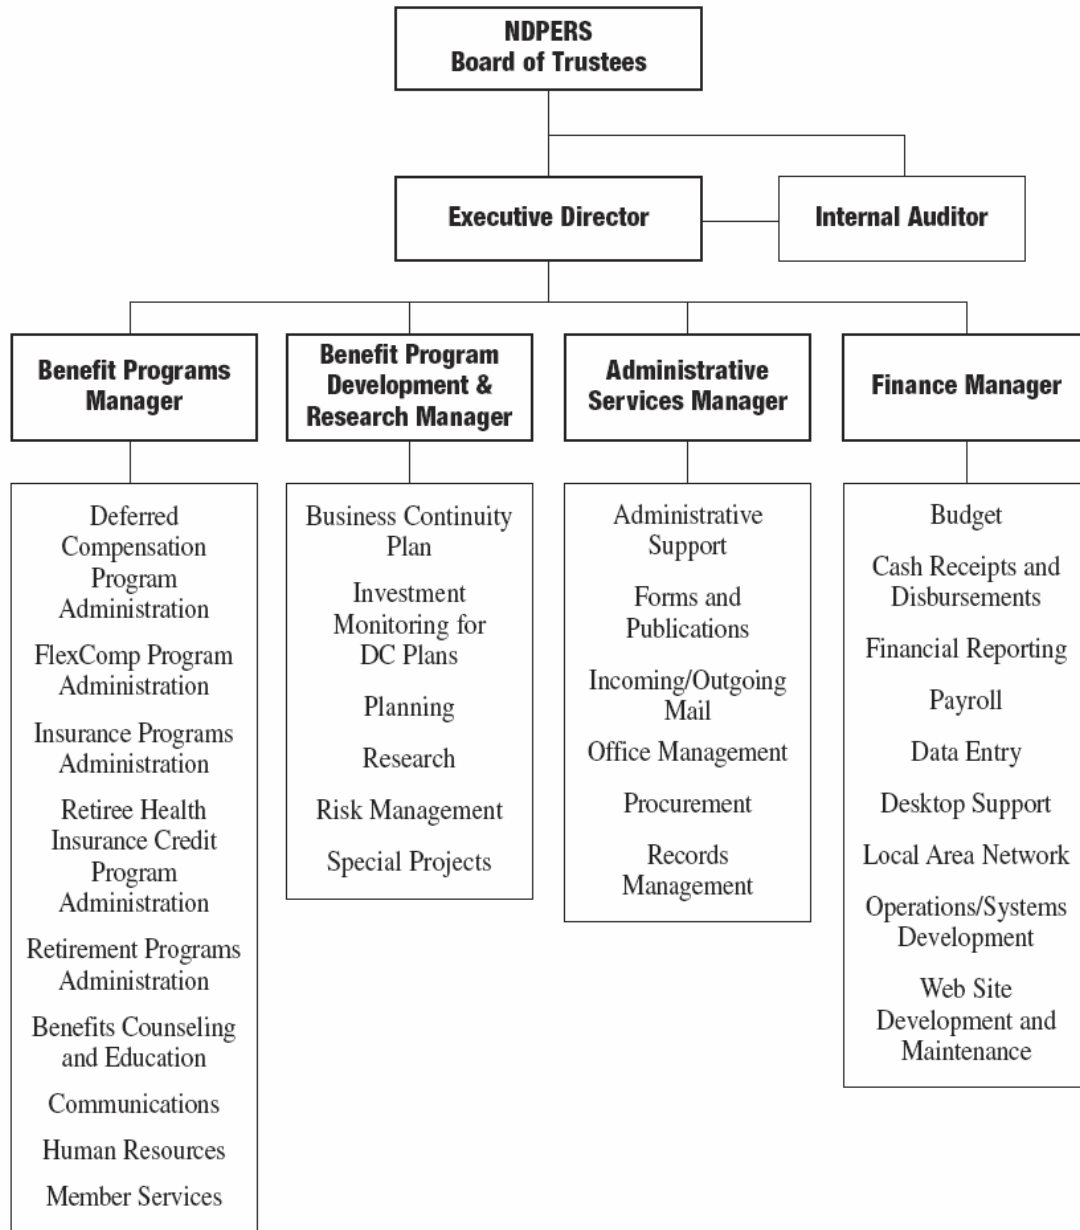 NDPERS
Board of Trustees
Executive Director
Internal Auditor
Benefit Programs
Manager
Benefit Program
Development &
Research Manager
Administrative
Services Manager
Finance Manager
Deferred
Compensation
Program
Administration
FlexComp Program
Administration
Insurance Programs
Administration
Retiree Health
Insurance Credit
Program
Administration
Retirement Programs
Administration
Benefits Counseling
and Education
Communications
Human Resources
Member Services
Business Continuity
Plan
Investment
Monitoring for
DC Plans
Planning
Research
Risk Management
Special Projects
Administrative
Support
Forms and
Publications
Incoming/Outgoing
Mail
Office Management
Procurement
Records
Management
Budget
Cash Receipts and
Disbursements
Financial Reporting
Payroll
Data Entry
Desktop Support
Local Area Network
Operations/Systems
Development
Web Site
Development and
Maintenance